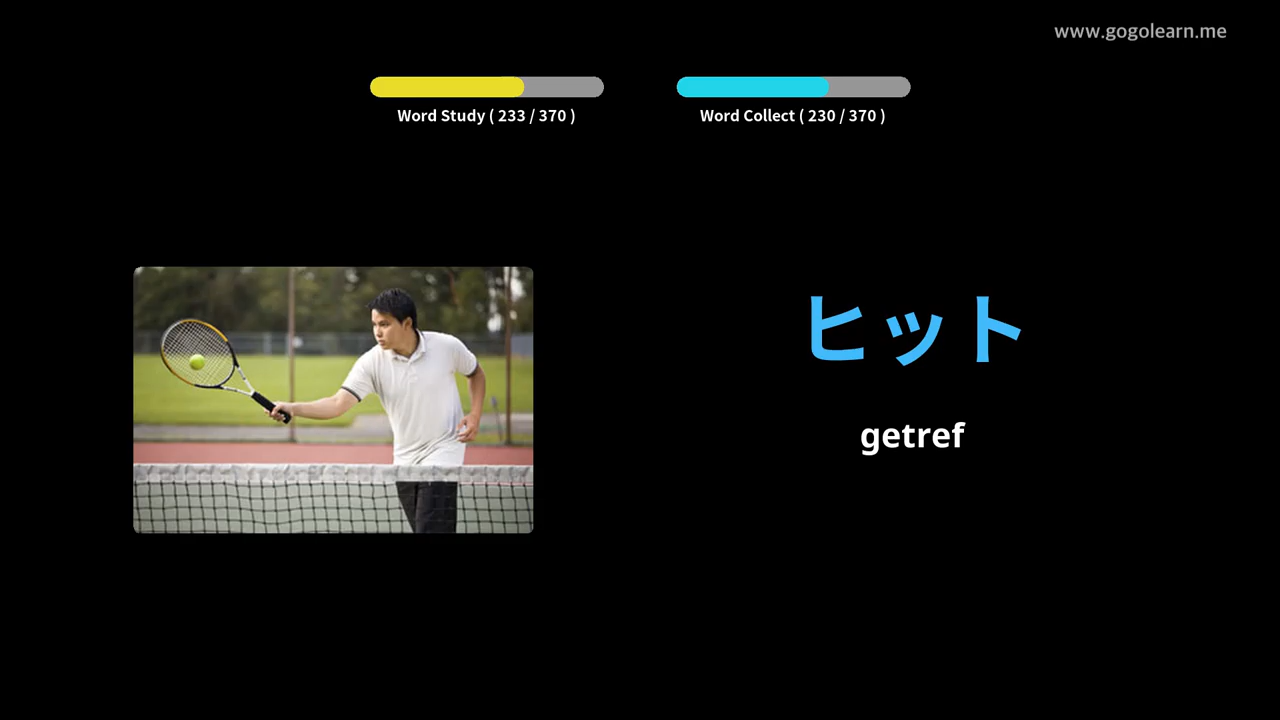 www.gogolearn.me
Word Study ( 233 / 370 )
Word Collect ( 230 / 370 )
ヒット
getref